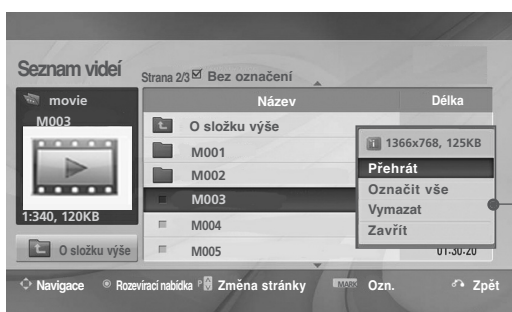 Seznam videí
Strana 2/3 Bez označení
movie
M003
1:340, 120KB
O složku výše
Název
Délka
O složku výše
M001
M002
M003
M004
M005
01:30:20
1366x768, 125KB
Přehrát
Označit vše
Vymazat
Zavřít
Navigace
Rozevírací nabídka
P
Změna stránky
MARK
Ozn.
Zpět